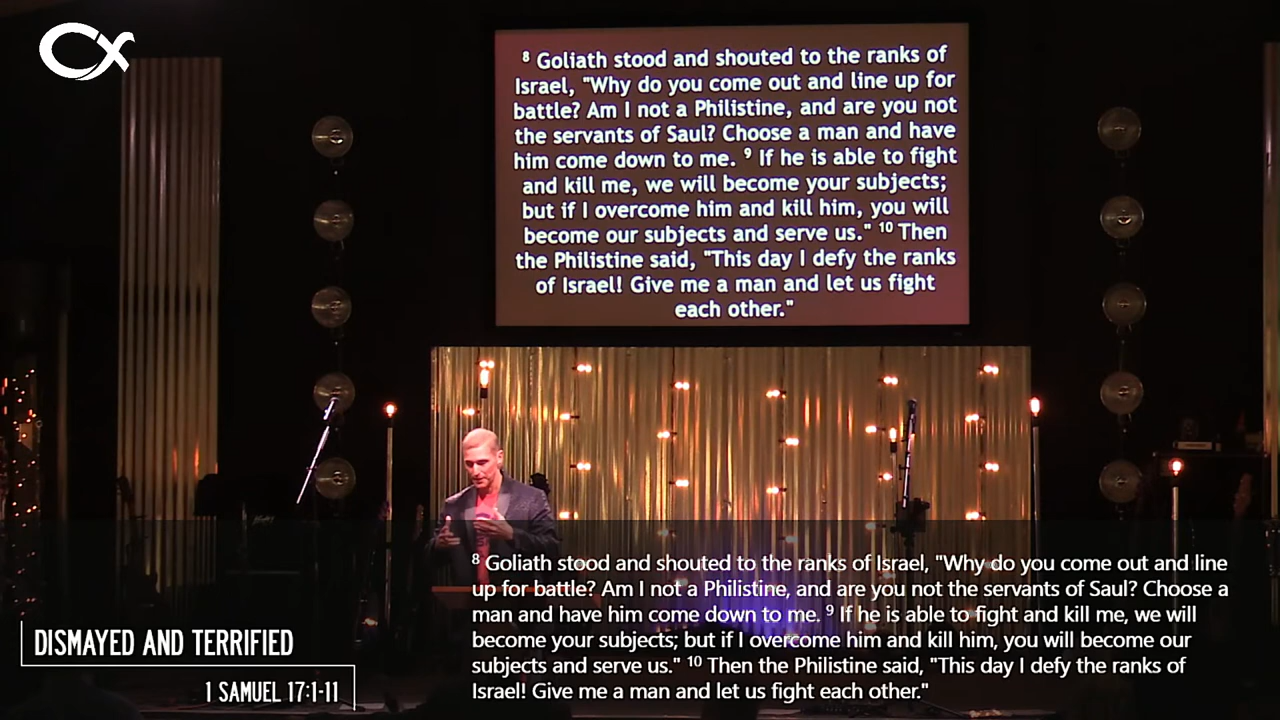 CX
8 Goliath stood and shouted to the ranks of
Israel, "Why do you come out and line up for
battle? Am I not a Philistine, and are you not
the servants of Saul? Choose a man and have
him come down to me. 9 If he is able to fight
and kill me, we will become your subjects;
but if I overcome him and kill him, you will
become our subjects and serve us." 10 Then
the Philistine said, "This day I defy the ranks
of Israel! Give me a man and let us fight
each other."
8 Goliath stood and shouted to the ranks of Israel, "Why do you come out and line
up for battle? Am I not a Philistine, and are you not the servants of Saul? Choose a
man and have him come down to me. 9 If he is able to fight and kill me, we will
become your subjects; but if I overcome him and kill him, you will become our
subjects and serve us." 10 Then the Philistine said, "This day I defy the ranks of
Israel! Give me a man and let us fight each other."
DISMAYED AND TERRIFIED
1 SAMUEL 17:1-11